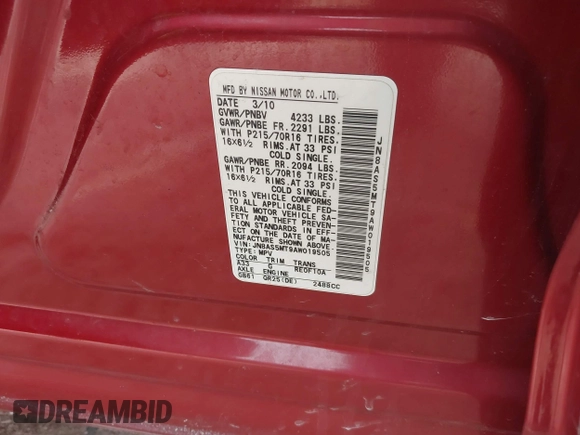 MFD BY NISSAN MOTOR CO.,LTD.
DATE 3/10
GVWR/PNBV 4233 LBS.
GAWR/PNBE FR. 2291 LBS.
WITH P215/70R16 TIRES.
16X6½ RIMS. AT 33 PSI
COLD SINGLE.
GAWR/PNBE RR. 2094 LBS.
WITH P215/70R16 TIRES.
16X6½ RIMS. AT 33 PSI
COLD SINGLE.
THIS VEHICLE CONFORMS
TO ALL APPLICABLE FED-
ERAL MOTOR VEHICLE SA-
FETY AND THEFT PREVEN-
TION STANDARDS IN EFFECT
ON THE DATE OF MA-
NUFACTURE SHOWN ABOVE.
VIN: JN8AS5MT9AW019505
TYPE: MPV
COLOR TRIM TRANS
A33 G RE0F10A
AXLE ENGINE
GB61 QR25(DE) 2488CC
JN8AS5MT9AW019505
DREAMBID